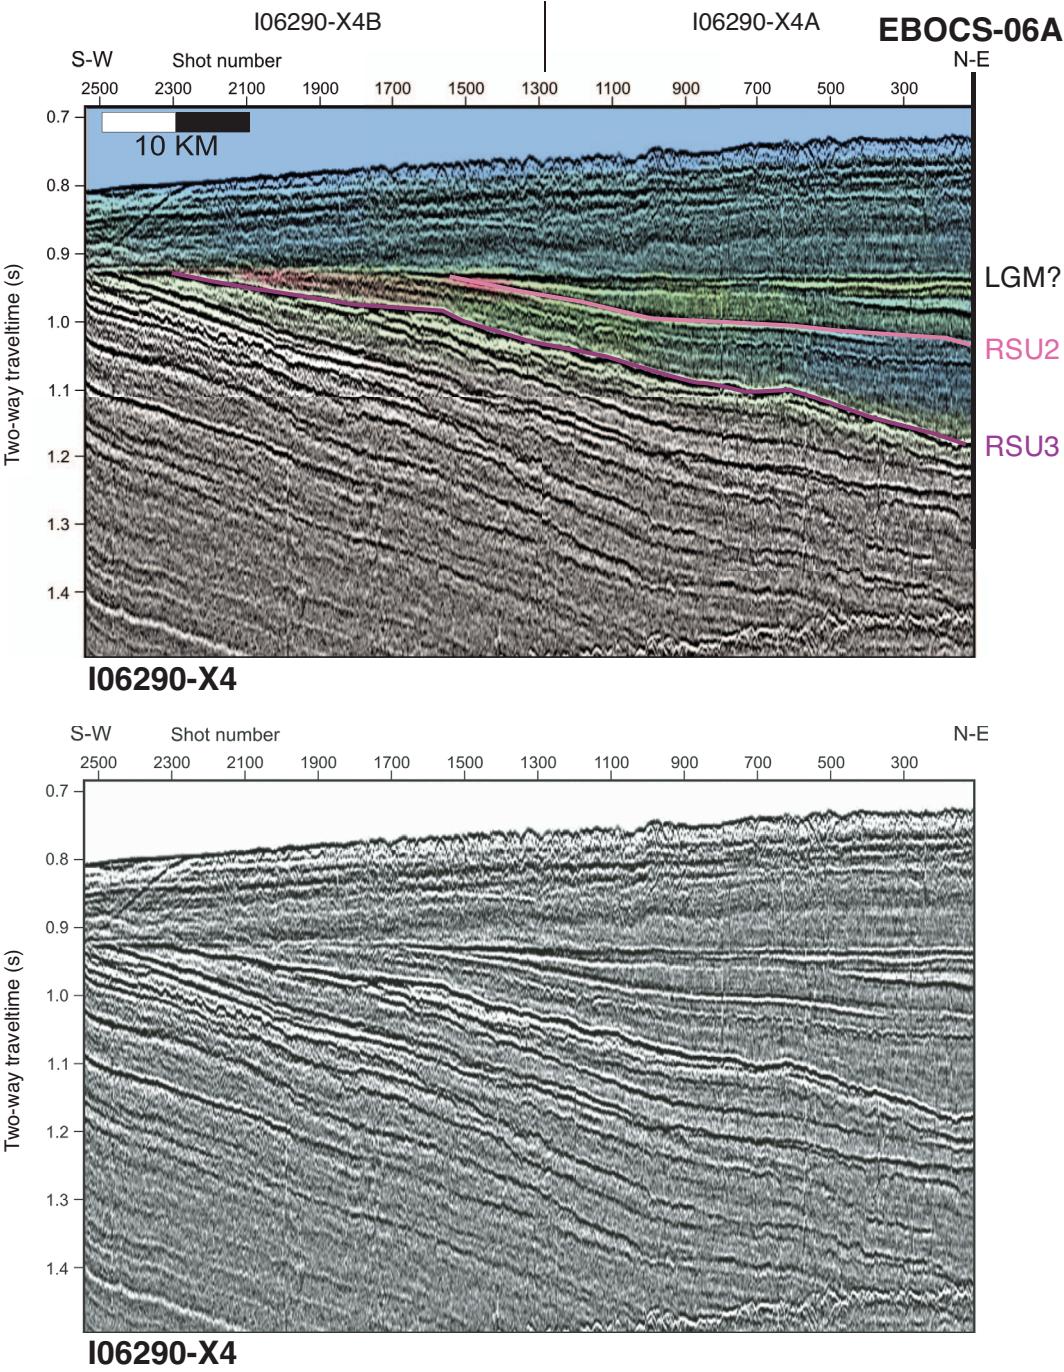 I06290-X4B I06290-X4A EBOCS-06A
S-W Shot number N-E
2500 2300 2100 1900 1700 1500 1300 1100 900 700 500 300
10 KM
0.7
0.8
0.9
1.0
1.1
1.2
1.3
1.4
Two-way traveltime (s)
LGM?
RSU2
RSU3
I06290-X4
S-W Shot number N-E
2500 2300 2100 1900 1700 1500 1300 1100 900 700 500 300
0.7
0.8
0.9
1.0
1.1
1.2
1.3
1.4
Two-way traveltime (s)
I06290-X4